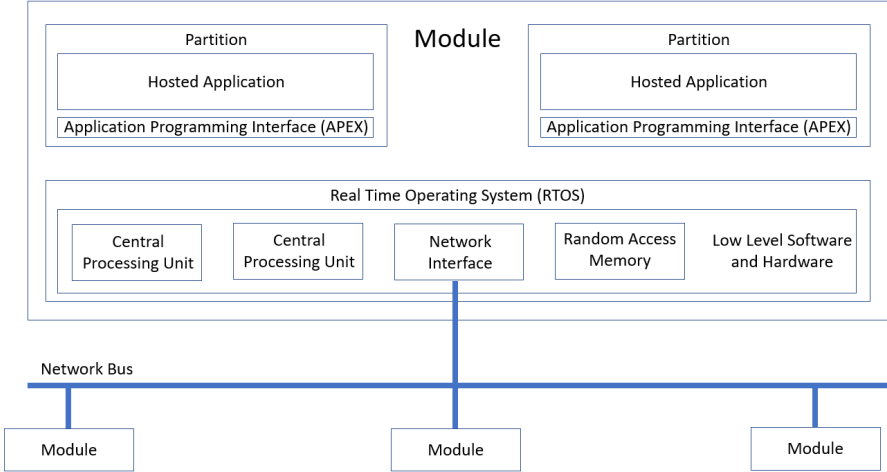 Module
Partition
Hosted Application
Application Programming Interface (APEX)
Partition
Hosted Application
Application Programming Interface (APEX)
Real Time Operating System (RTOS)
Central
Processing Unit
Central
Processing Unit
Network
Interface
Random Access
Memory
Low Level Software
and Hardware
Network Bus
Module
Module
Module